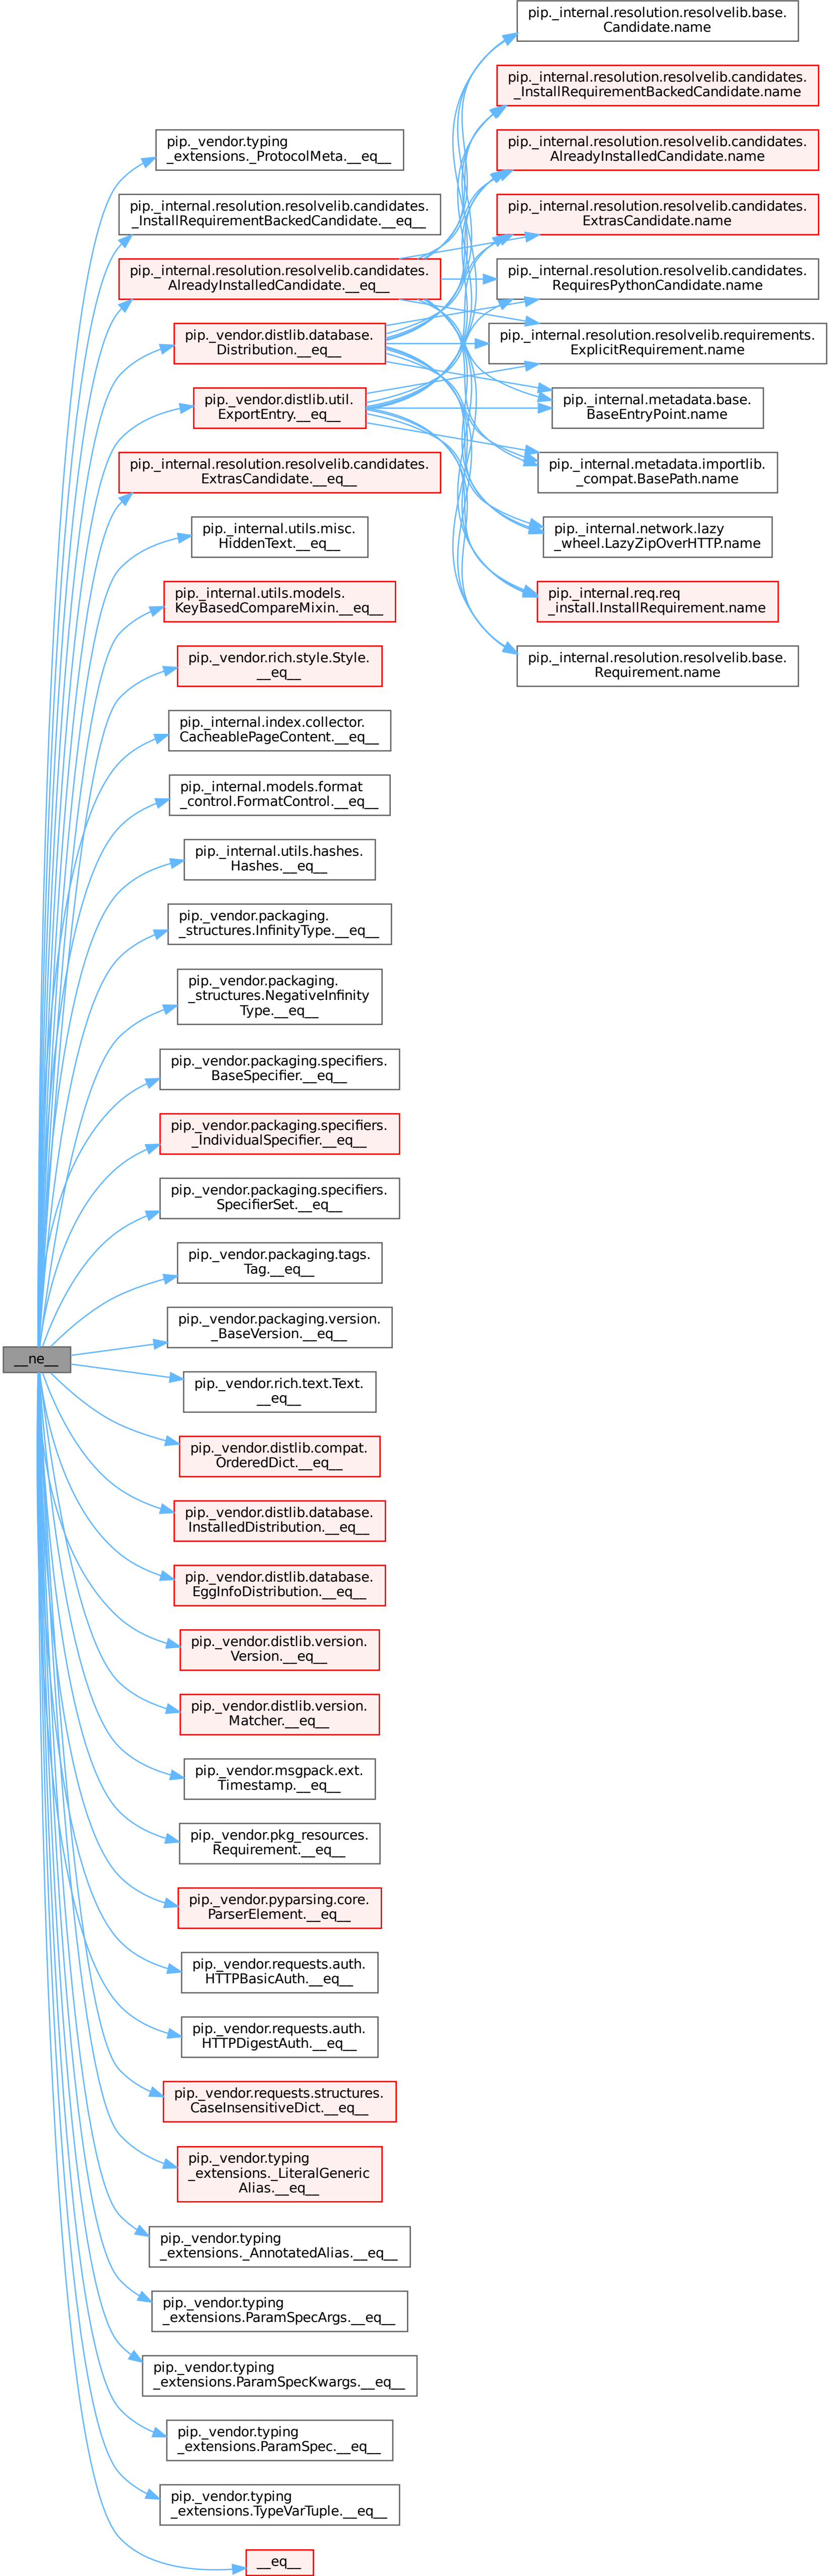 __ne__
pip._vendor.typing
_extensions._ProtocolMeta.__eq__
pip._internal.resolution.resolvelib.candidates.
_InstallRequirementBackedCandidate.__eq__
pip._internal.resolution.resolvelib.candidates.
AlreadyInstalledCandidate.__eq__
pip._vendor.distlib.database.
Distribution.__eq__
pip._vendor.distlib.util.
ExportEntry.__eq__
pip._internal.resolution.resolvelib.candidates.
ExtrasCandidate.__eq__
pip._internal.utils.misc.
HiddenText.__eq__
pip._internal.utils.models.
KeyBasedCompareMixin.__eq__
pip._vendor.rich.style.Style.
__eq__
pip._internal.index.collector.
CacheablePageContent.__eq__
pip._internal.models.format
_control.FormatControl.__eq__
pip._internal.utils.hashes.
Hashes.__eq__
pip._vendor.packaging.
_structures.InfinityType.__eq__
pip._vendor.packaging.
_structures.NegativeInfinity
Type.__eq__
pip._vendor.packaging.specifiers.
BaseSpecifier.__eq__
pip._vendor.packaging.specifiers.
_IndividualSpecifier.__eq__
pip._vendor.packaging.specifiers.
SpecifierSet.__eq__
pip._vendor.packaging.tags.
Tag.__eq__
pip._vendor.packaging.version.
_BaseVersion.__eq__
pip._vendor.rich.text.Text.
__eq__
pip._vendor.distlib.compat.
OrderedDict.__eq__
pip._vendor.distlib.database.
InstalledDistribution.__eq__
pip._vendor.distlib.database.
EggInfoDistribution.__eq__
pip._vendor.distlib.version.
Version.__eq__
pip._vendor.distlib.version.
Matcher.__eq__
pip._vendor.msgpack.ext.
Timestamp.__eq__
pip._vendor.pkg_resources.
Requirement.__eq__
pip._vendor.pyparsing.core.
ParserElement.__eq__
pip._vendor.requests.auth.
HTTPBasicAuth.__eq__
pip._vendor.requests.auth.
HTTPDigestAuth.__eq__
pip._vendor.requests.structures.
CaseInsensitiveDict.__eq__
pip._vendor.typing
_extensions._LiteralGeneric
Alias.__eq__
pip._vendor.typing
_extensions._AnnotatedAlias.__eq__
pip._vendor.typing
_extensions.ParamSpecArgs.__eq__
pip._vendor.typing
_extensions.ParamSpecKwargs.__eq__
pip._vendor.typing
_extensions.ParamSpec.__eq__
pip._vendor.typing
_extensions.TypeVarTuple.__eq__
__eq__
pip._internal.resolution.resolvelib.base.
Candidate.name
pip._internal.resolution.resolvelib.candidates.
_InstallRequirementBackedCandidate.name
pip._internal.resolution.resolvelib.candidates.
AlreadyInstalledCandidate.name
pip._internal.resolution.resolvelib.candidates.
ExtrasCandidate.name
pip._internal.resolution.resolvelib.candidates.
RequiresPythonCandidate.name
pip._internal.resolution.resolvelib.requirements.
ExplicitRequirement.name
pip._internal.metadata.base.
BaseEntryPoint.name
pip._internal.metadata.importlib.
_compat.BasePath.name
pip._internal.network.lazy
_wheel.LazyZipOverHTTP.name
pip._internal.req.req
_install.InstallRequirement.name
pip._internal.resolution.resolvelib.base.
Requirement.name